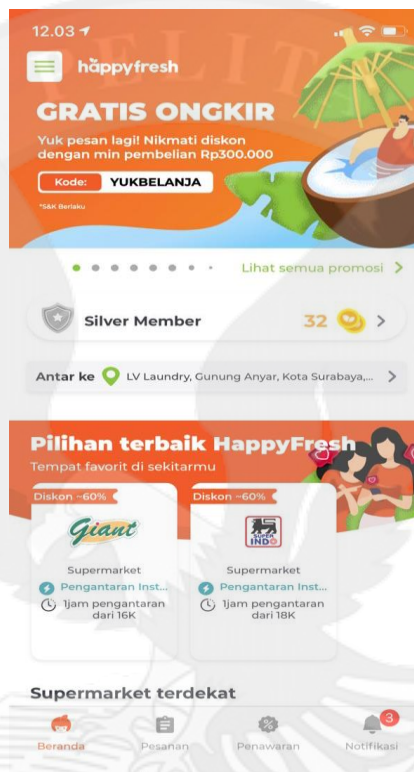 PELITA
12.03
happyfresh
GRATIS ONGKIR
Yuk pesan lagi! Nikmati diskon
dengan min pembelian Rp300.000
Kode: YUKBELANJA
*S&K Berlaku
Lihat semua promosi >
Silver Member 32 >
Antar ke LV Laundry, Gunung Anyar, Kota Surabaya,... >
Pilihan terbaik HappyFresh
Tempat favorit di sekitarmu
Diskon ~60% Diskon ~60%
Giant SUPER
INDO
Supermarket Supermarket
Pengantaran Inst... Pengantaran Inst...
1jam pengantaran 1jam pengantaran
dari 16K dari 18K
Supermarket terdekat
3
Beranda Pesanan Penawaran Notifikasi